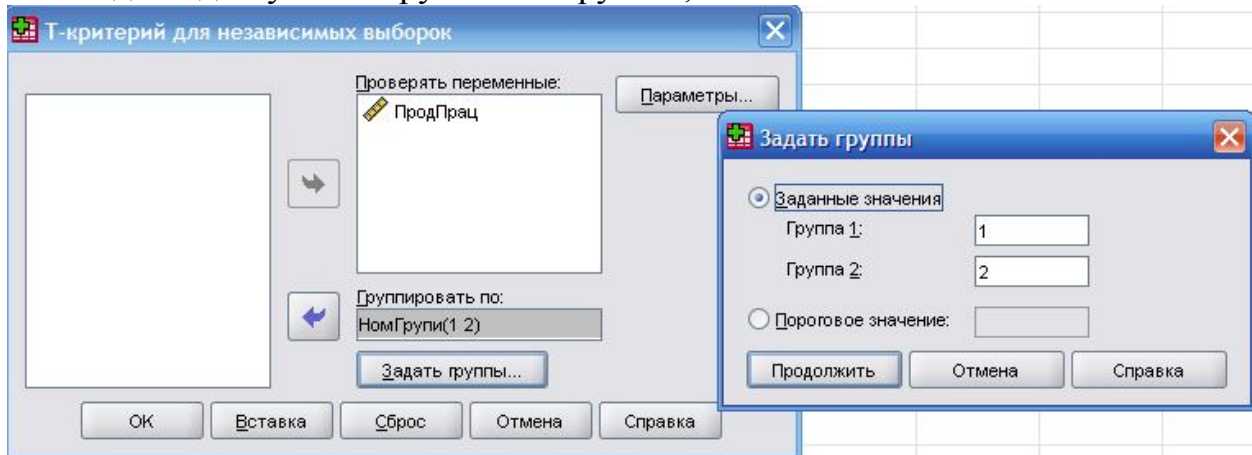 Т-критерий для независимых выборок
Проверять переменные:
ПродПрац
Параметры...
Группировать по:
НомГрупи(1 2)
Задать группы...
ОК
Вставка
Сброс
Отмена
Справка
Задать группы
Заданные значения
Группа 1:
1
Группа 2:
2
Пороговое значение:
Продолжить
Отмена
Справка